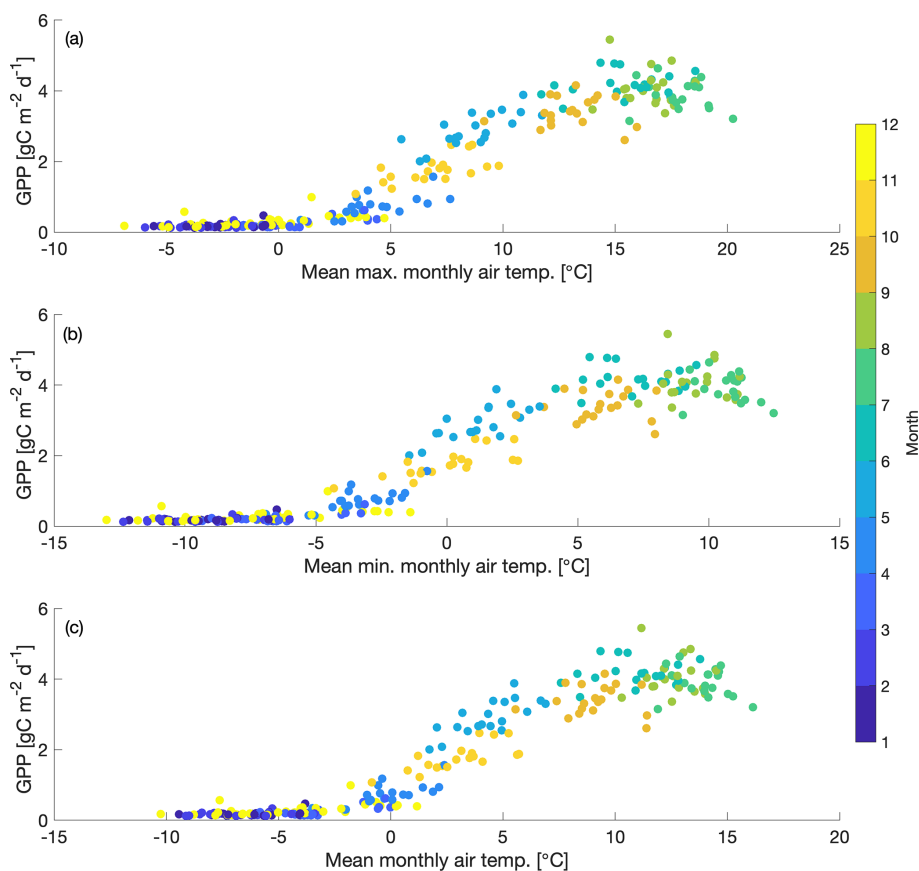 (a)
6
4
2
0
GPP [gC m⁻² d⁻¹]
-10 -5 0 5 10 15 20 25
Mean max. monthly air temp. [°C]
(b)
6
4
2
0
GPP [gC m⁻² d⁻¹]
-15 -10 -5 0 5 10 15
Mean min. monthly air temp. [°C]
(c)
6
4
2
0
GPP [gC m⁻² d⁻¹]
-15 -10 -5 0 5 10 15 20
Mean monthly air temp. [°C]
12
11
10
9
8
7
6
5
4
3
2
1
Month